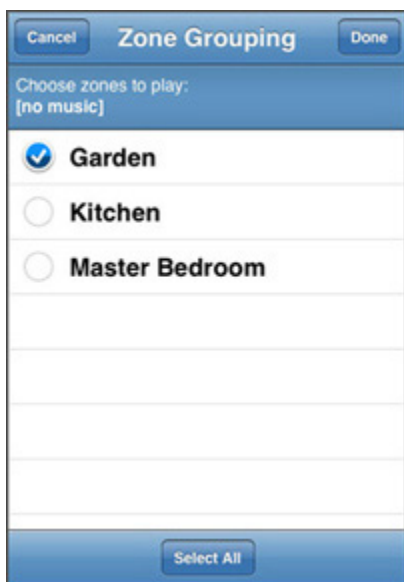 Cancel Zone Grouping Done
Choose zones to play:
[no music]
Garden
Kitchen
Master Bedroom
Select All